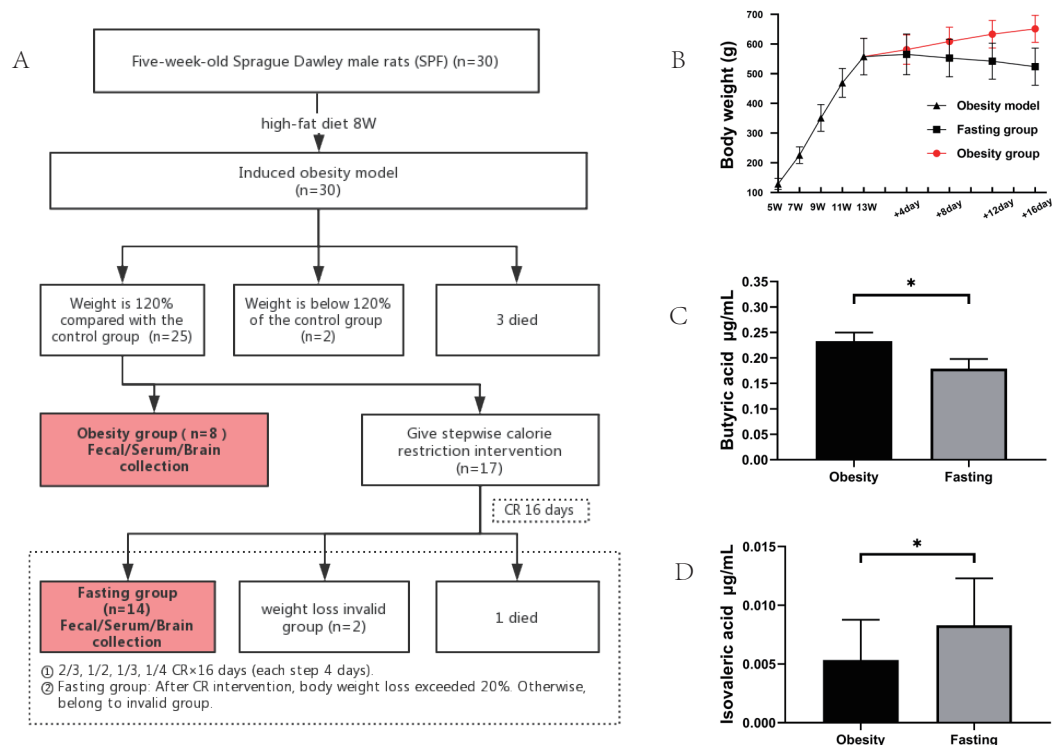 A
Five-week-old Sprague Dawley male rats (SPF) (n=30)
high-fat diet 8W
Induced obesity model
(n=30)
Weight is 120%
compared with the
control group (n=25)
Weight is below 120%
of the control group
(n=2)
3 died
Obesity group ( n=8 )
Fecal/Serum/Brain
collection
Give stepwise calorie
restriction intervention
(n=17)
CR 16 days
Fasting group
(n=14)
Fecal/Serum/Brain
collection
weight loss invalid
group (n=2)
1 died
① 2/3, 1/2, 1/3, 1/4 CR×16 days (each step 4 days).
② Fasting group: After CR intervention, body weight loss exceeded 20%. Otherwise,
belong to invalid group.
B
Body weight (g)
700
600
500
400
300
200
100
5W 7W 9W 11W 13W +4day +8day +12day +16day
Obesity model
Fasting group
Obesity group
C
Butyric acid μg/mL
0.35
0.30
0.25
0.20
0.15
0.10
0.05
0.00
*
Obesity Fasting
D
Isovaleric acid μg/mL
0.015
0.010
0.005
0.000
*
Obesity Fasting